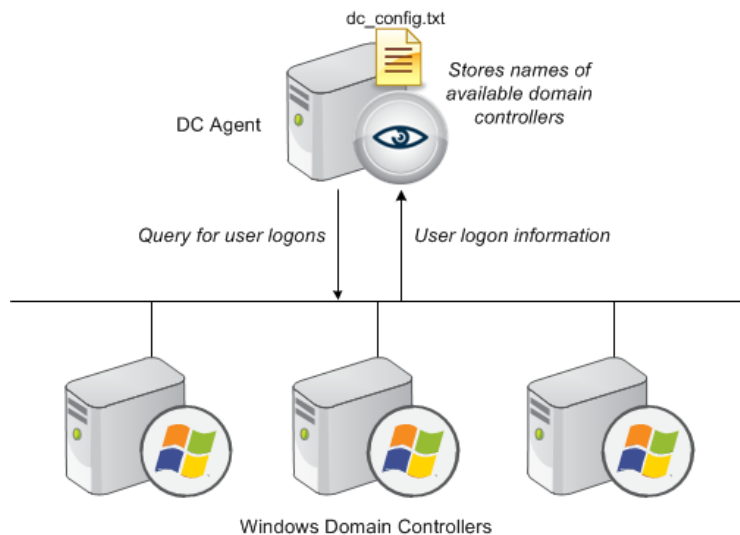 dc_config.txt
Stores names of
available domain
controllers
DC Agent
Query for user logons
User logon information
Windows Domain Controllers